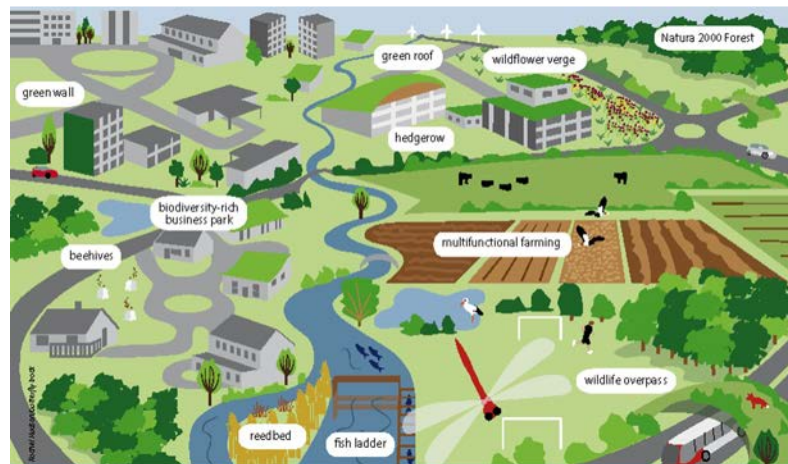 Natura 2000 Forest
green roof
wildflower verge
green wall
hedgerow
biodiversity-rich
business park
multifunctional farming
beehives
wildlife overpass
reedbed
fish ladder